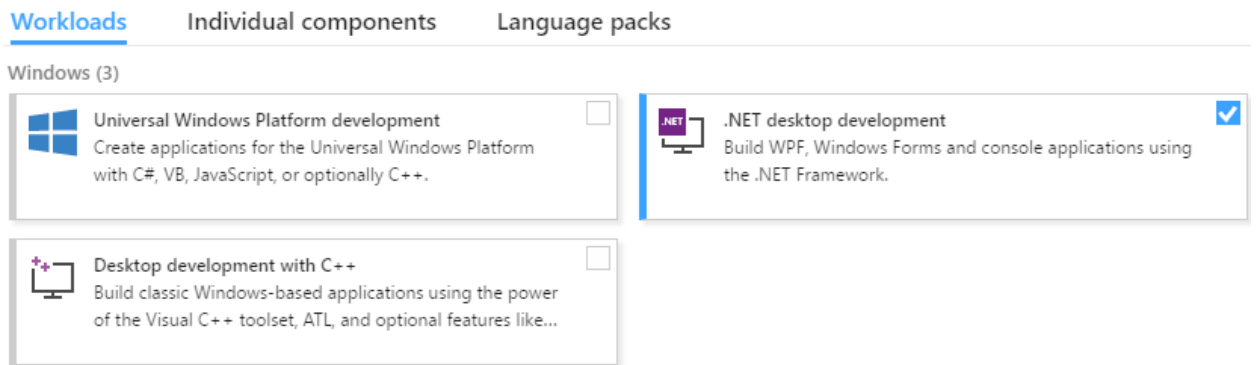 Workloads Individual components Language packs
Windows (3)
Universal Windows Platform development
Create applications for the Universal Windows Platform
with C#, VB, JavaScript, or optionally C++.
.NET
.NET desktop development
Build WPF, Windows Forms and console applications using
the .NET Framework.
Desktop development with C++
Build classic Windows-based applications using the power
of the Visual C++ toolset, ATL, and optional features like...